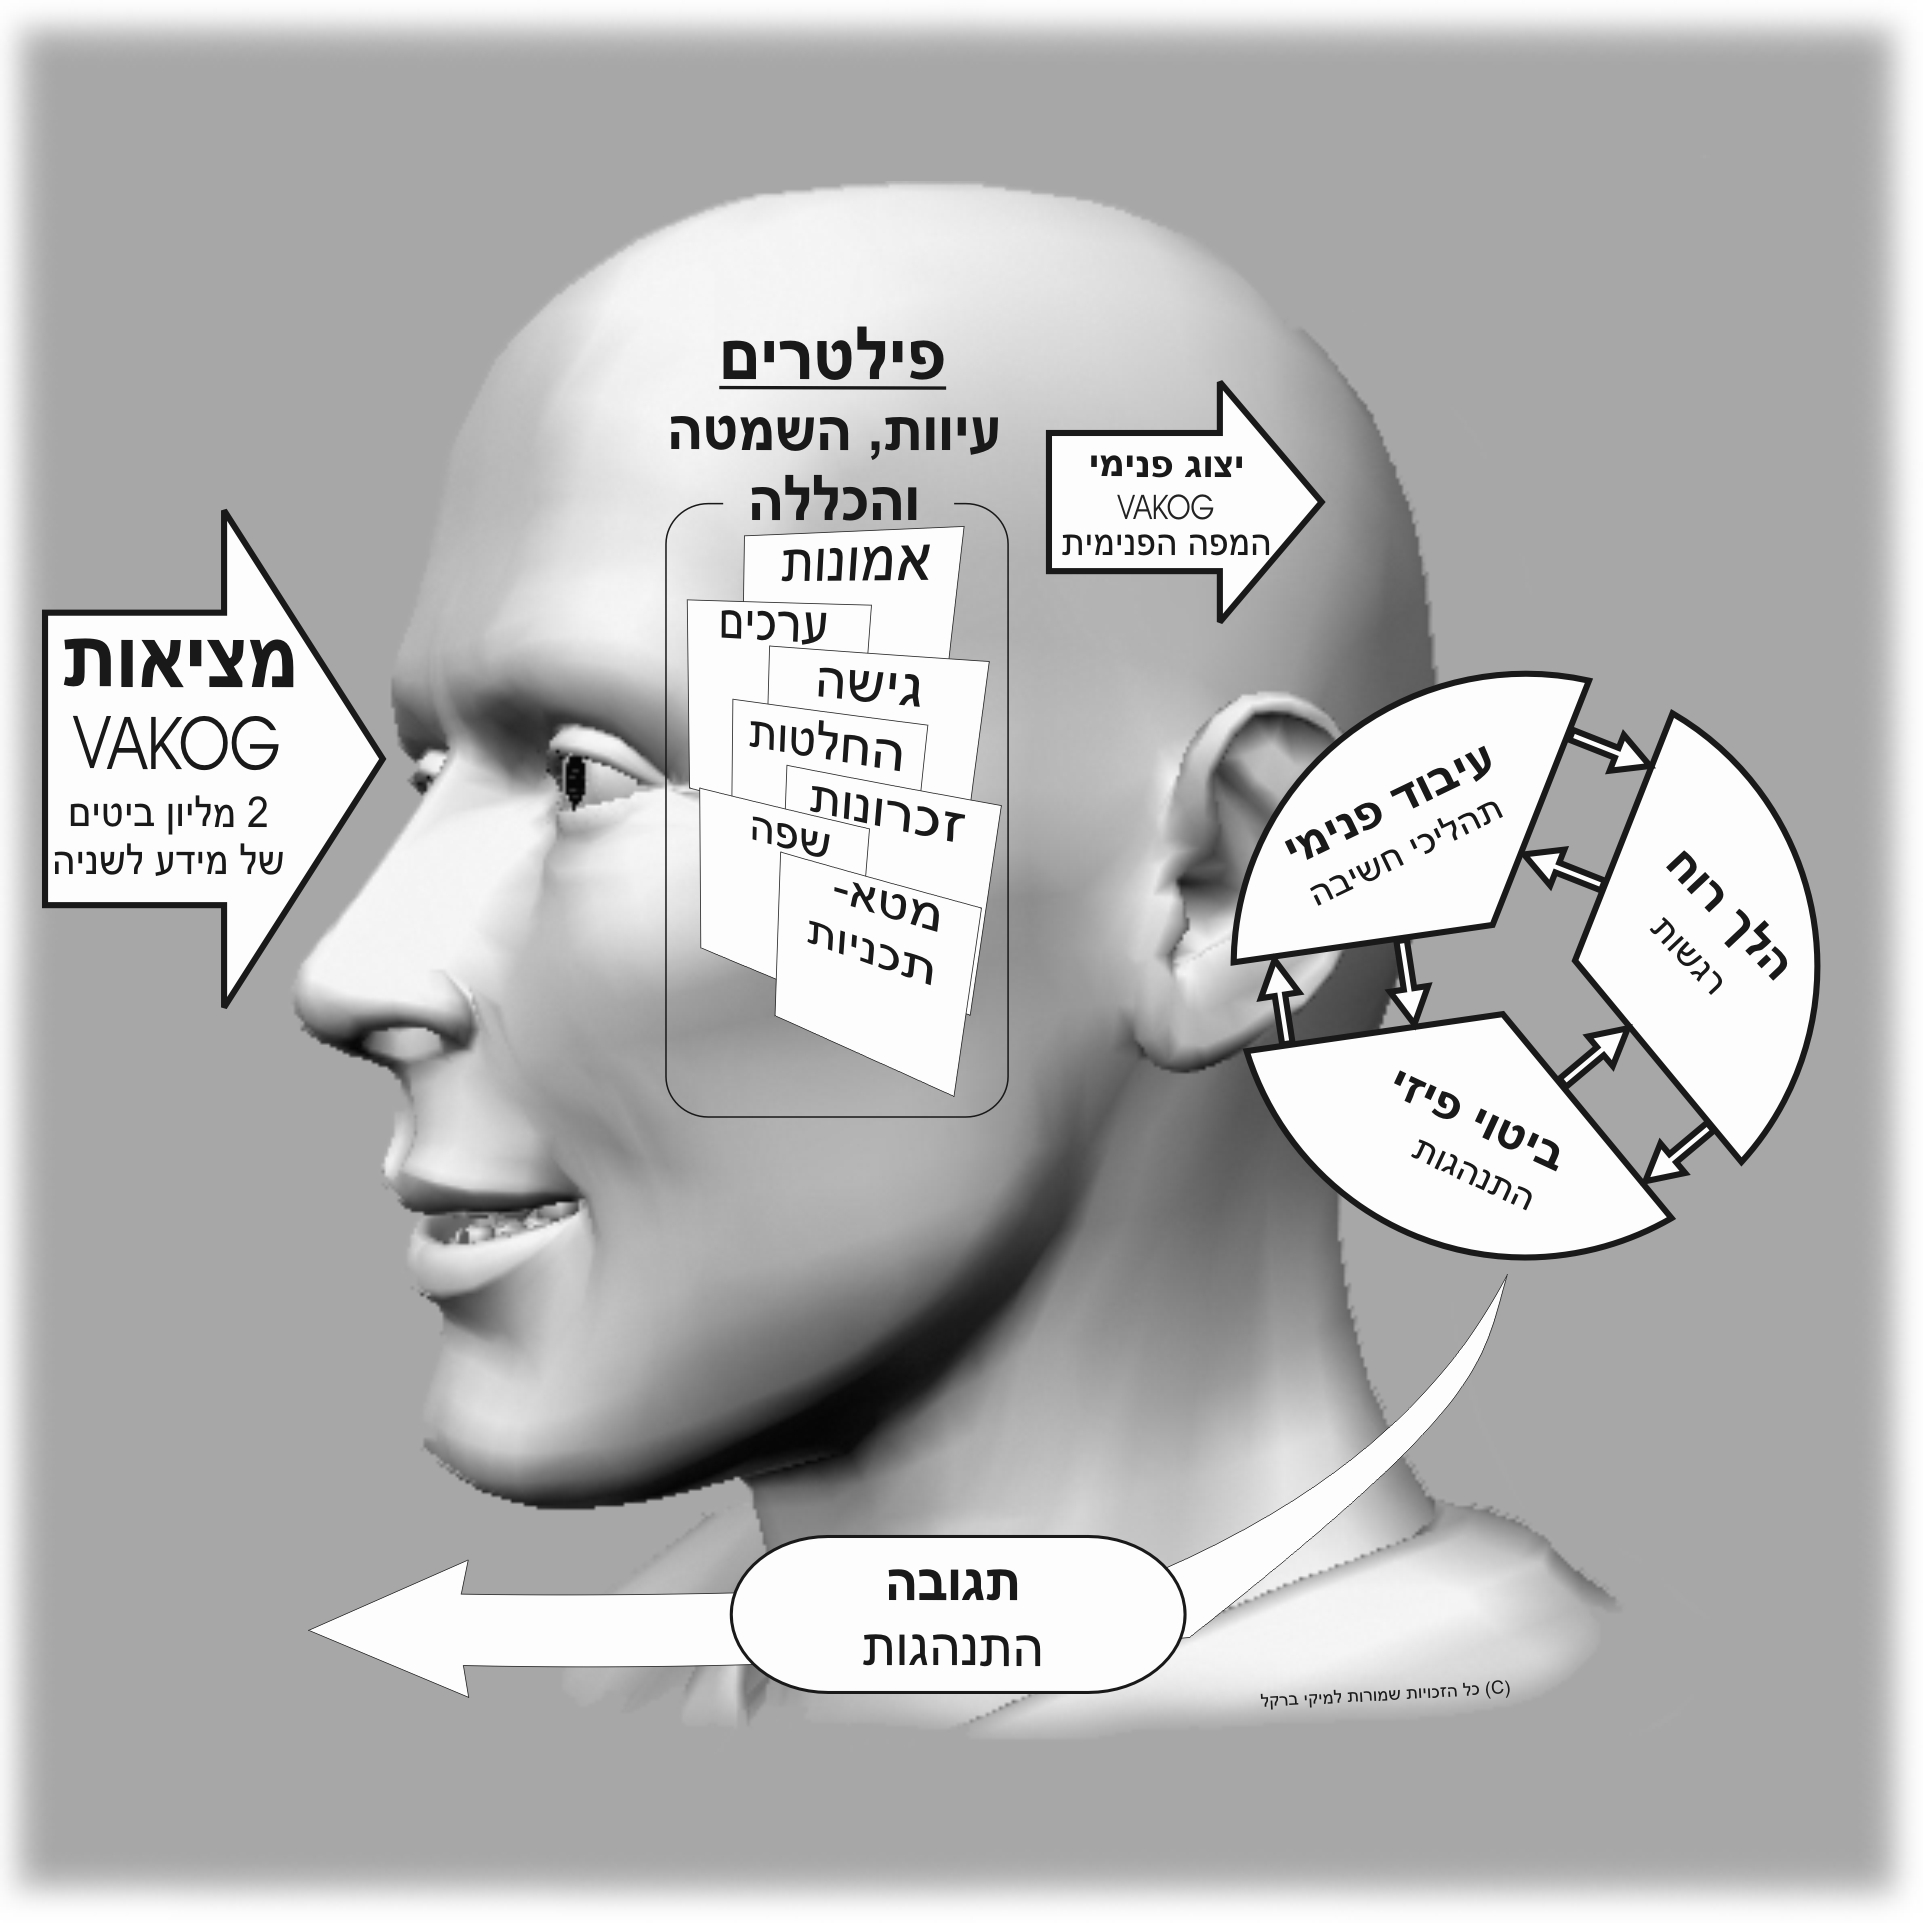 פילטרים
עיוות, השמטה
והכללה
מציאות
VAKOG
2 מליון ביטים
של מידע לשניה
אמונות
ערכים
גישה
החלטות
זכרונות
שפה
מטא-
תכניות
יצוג פנימי
VAKOG
המפה הפנימית
עיבוד פנימי
תהליכי חשיבה
הלך רוח
רגשות
ביטוי פיזי
התנהגות
תגובה
התנהגות
(C) כל הזכויות שמורות למיקי ברקל